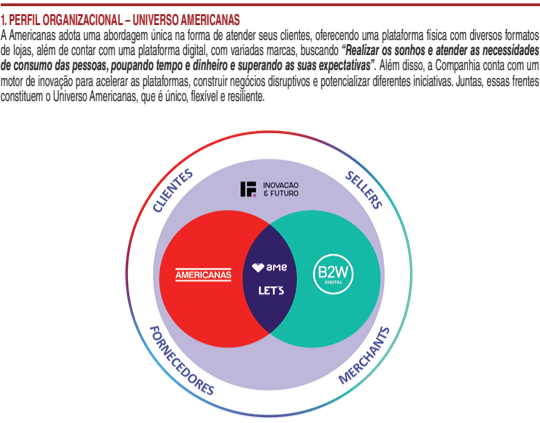 1. PERFIL ORGANIZACIONAL – UNIVERSO AMERICANAS
A Americanas adota uma abordagem única na forma de atender seus clientes, oferecendo uma plataforma física com diversos formatos
de lojas, além de contar com uma plataforma digital, com variadas marcas, buscando “Realizar os sonhos e atender as necessidades
de consumo das pessoas, poupando tempo e dinheiro e superando as suas expectativas”. Além disso, a Companhia conta com um
motor de inovação para acelerar as plataformas, construir negócios disruptivos e potencializar diferentes iniciativas. Juntas, essas frentes
constituem o Universo Americanas, que é único, flexível e resiliente.
CLIENTES
SELLERS
IF
INOVAÇAO
& FUTURO
AMERICANAS
ame
LET'S
B2W
DIGITAL
FORNECEDORES
MERCHANTS